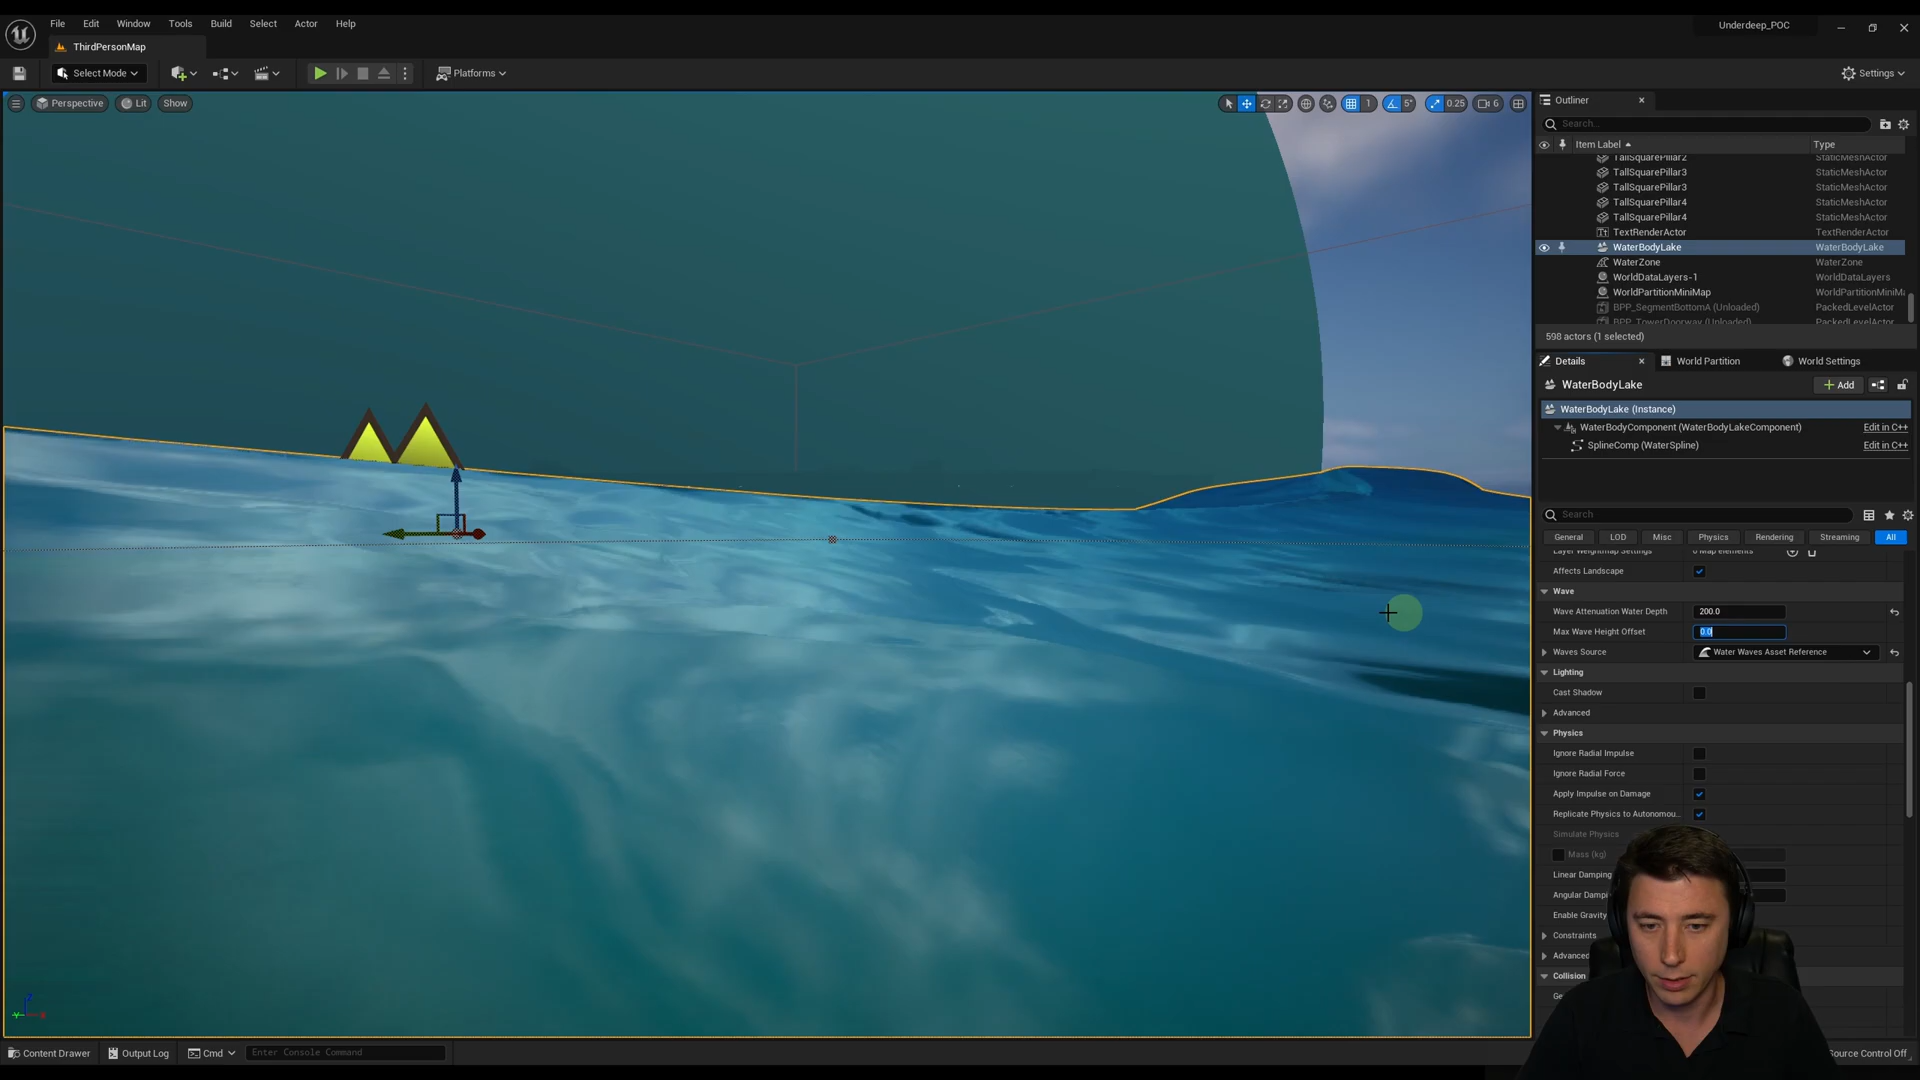 File Edit Window Tools Build Select Actor Help
Underdeep_POC
ThirdPersonMap
Select Mode
Platforms
Settings
Perspective Lit Show
1 5° 0.25 6
Outliner
Search...
Item Label Type
TallSquarePillar2 StaticMeshActor
TallSquarePillar3 StaticMeshActor
TallSquarePillar3 StaticMeshActor
TallSquarePillar4 StaticMeshActor
TallSquarePillar4 StaticMeshActor
TextRenderActor TextRenderActor
WaterBodyLake WaterBodyLake
WaterZone WaterZone
WorldDataLayers-1 WorldDataLayers
WorldPartitionMiniMap WorldPartitionMiniMa
BPP_SegmentBottomA (Unloaded) PackedLevelActor
BPP_TowerDoorway (Unloaded) PackedLevelActor
598 actors (1 selected)
Details World Partition World Settings
WaterBodyLake
Add
WaterBodyLake (Instance)
WaterBodyComponent (WaterBodyLakeComponent) Edit in C++
SplineComp (WaterSpline) Edit in C++
Search
General LOD Misc Physics Rendering Streaming All
Layer Weightmap Settings 0 Map elements
Affects Landscape
Wave
Wave Attenuation Water Depth 200.0
Max Wave Height Offset 0.0
Waves Source Water Waves Asset Reference
Lighting
Cast Shadow
Advanced
Physics
Ignore Radial Impulse
Ignore Radial Force
Apply Impulse on Damage
Replicate Physics to Autonomou...
Simulate Physics
Mass (kg)
Linear Damping
Angular Dampi
Enable Gravity
Constraints
Advanced
Collision
Ge
Content Drawer Output Log Cmd Enter Console Command
Source Control Off